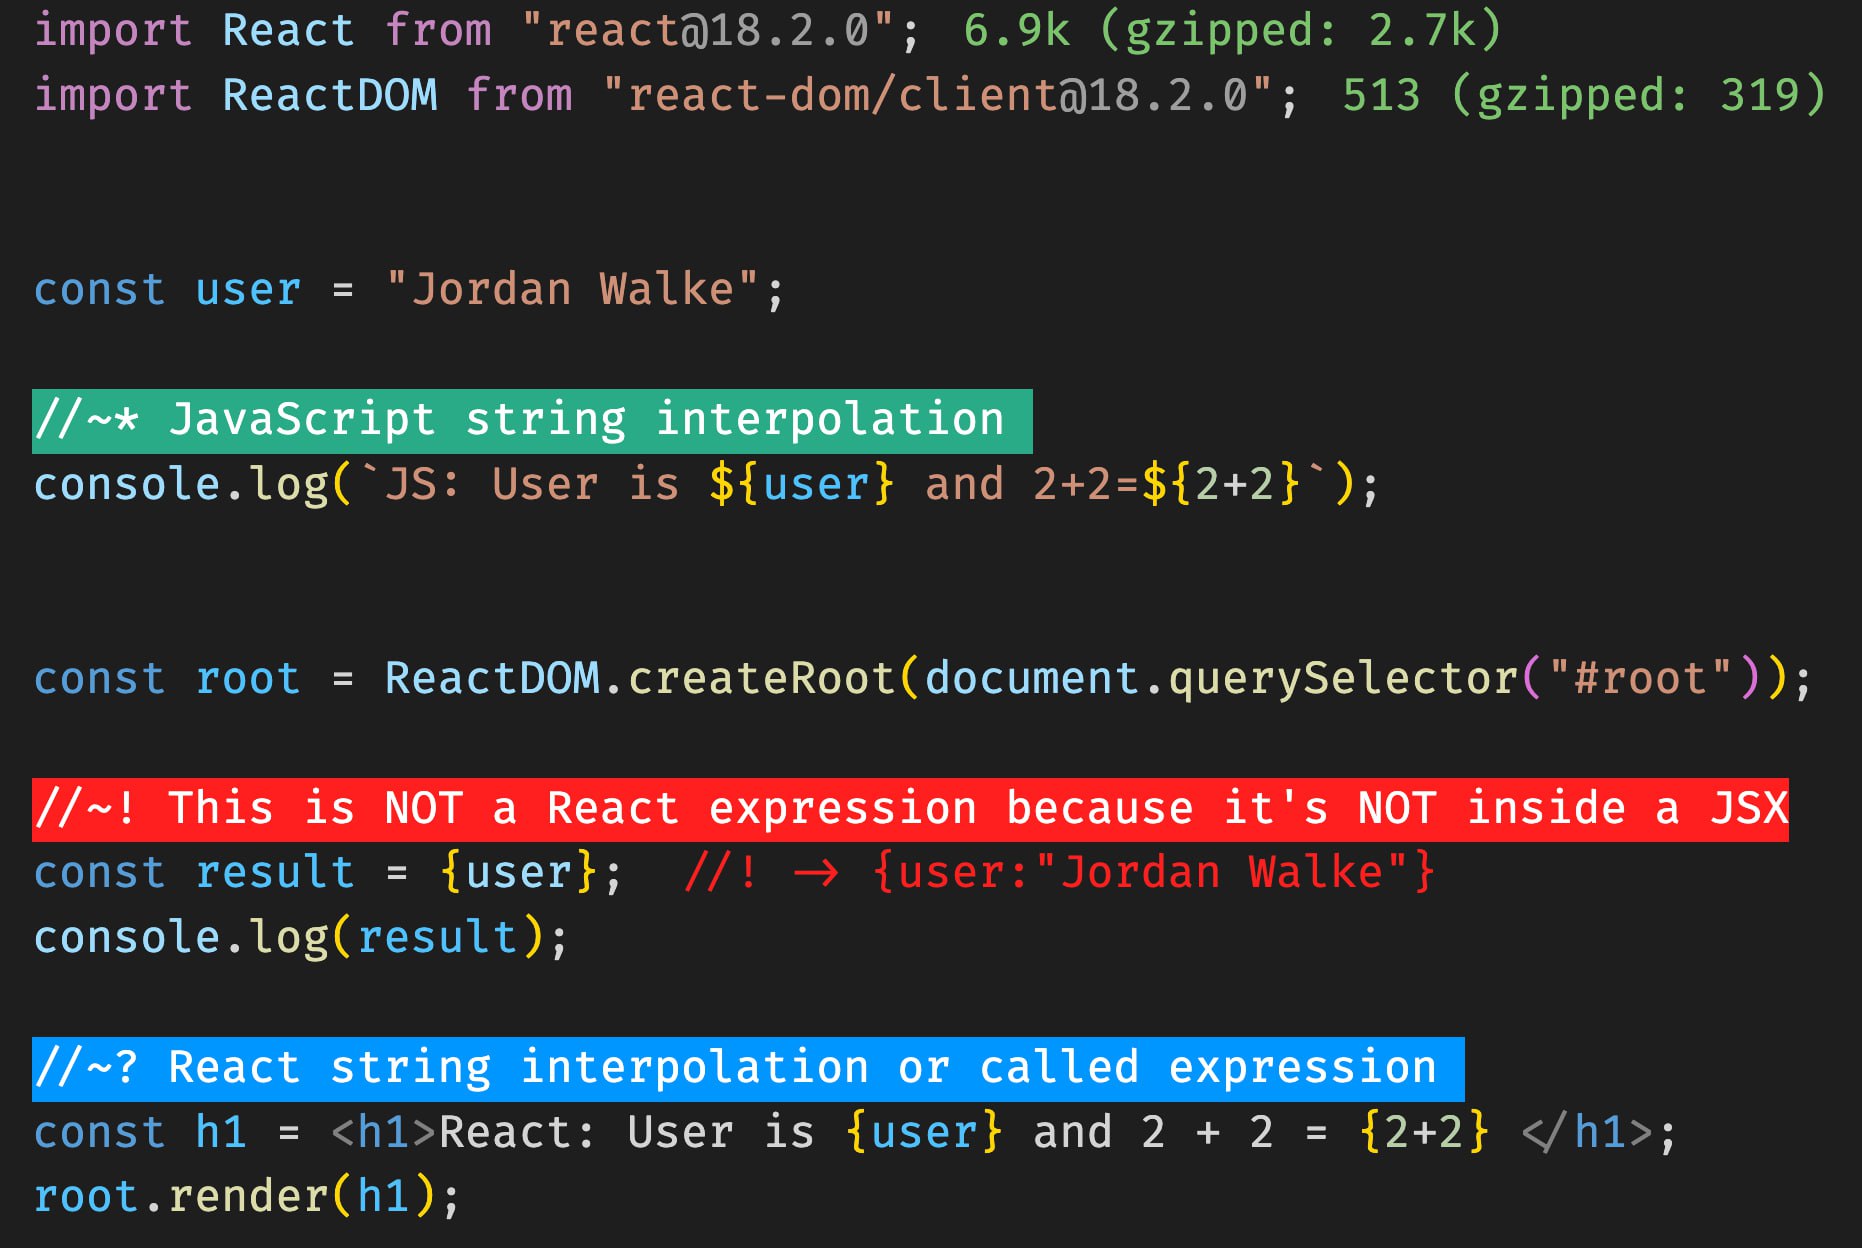 import React from "react@18.2.0"; 6.9k (gzipped: 2.7k)
import ReactDOM from "react-dom/client@18.2.0"; 513 (gzipped: 319)
const user = "Jordan Walke";
//~* JavaScript string interpolation
console.log(`JS: User is ${user} and 2+2=${2+2}`);
const root = ReactDOM.createRoot(document.querySelector("#root"));
//~! This is NOT a React expression because it's NOT inside a JSX
const result = {user}; //! -> {user:"Jordan Walke"}
console.log(result);
//~? React string interpolation or called expression
const h1 = <h1>React: User is {user} and 2 + 2 = {2+2} </h1>;
root.render(h1);